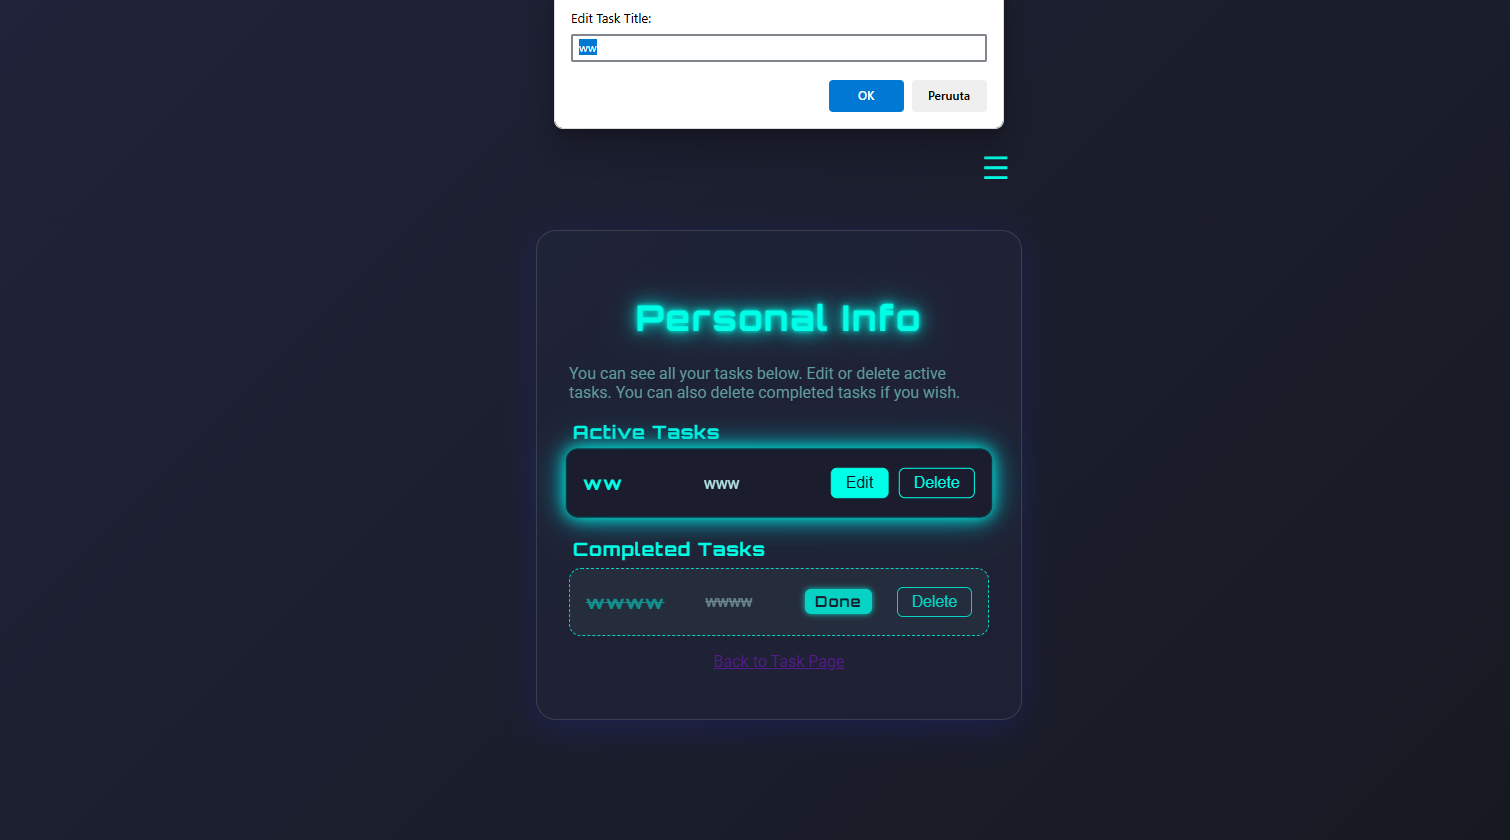 Edit Task Title:
ww
OK Peruuta
Personal Info
You can see all your tasks below. Edit or delete active
tasks. You can also delete completed tasks if you wish.
Active Tasks
ww www Edit Delete
Completed Tasks
wwww wwww Done Delete
Back to Task Page